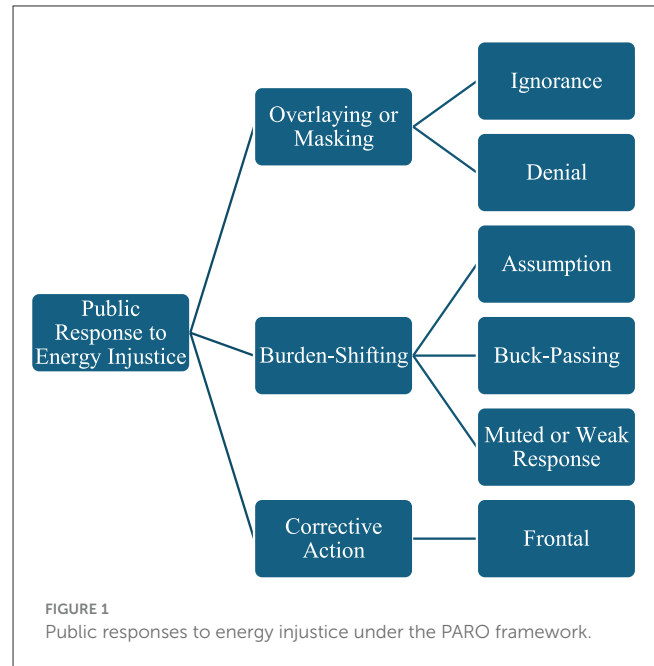 Public
Response to
Energy Injustice
Overlaying or
Masking
Ignorance
Denial
Burden-Shifting
Assumption
Buck-Passing
Muted or Weak
Response
Corrective
Action
Frontal
FIGURE 1
Public responses to energy injustice under the PARO framework.